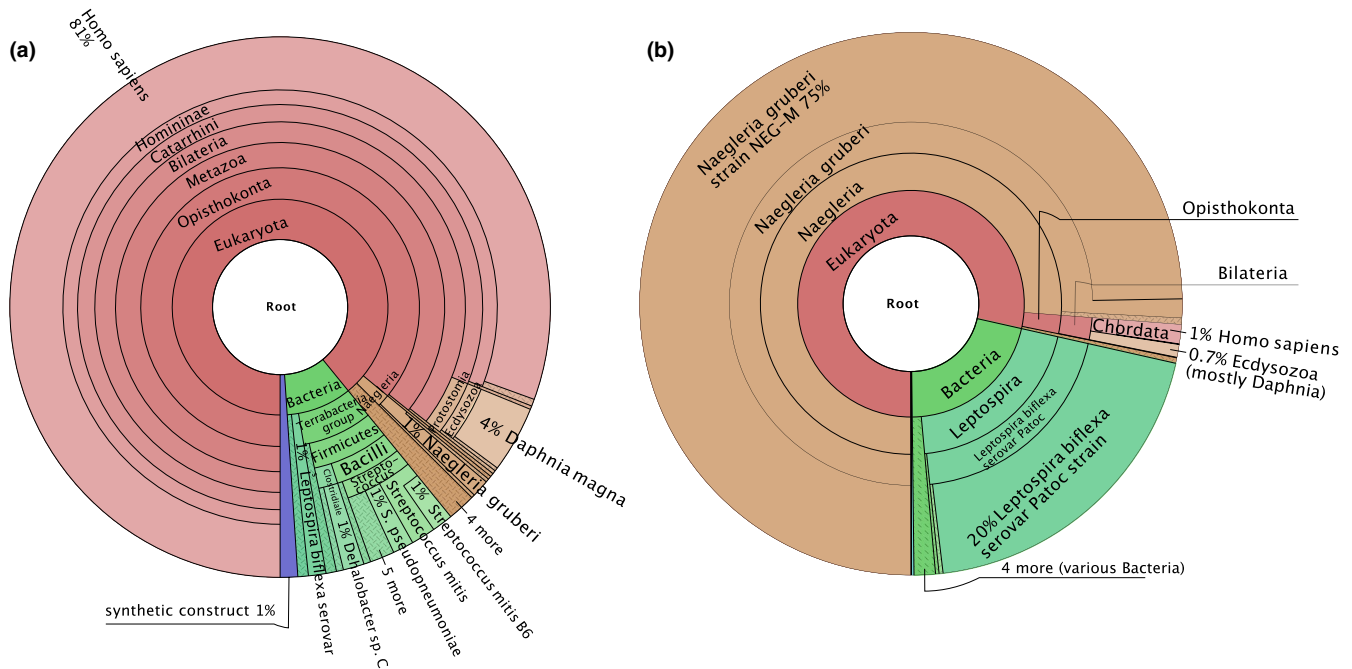 (a)
Homo sapiens
81%
Homininae
Catarrhini
Bilateria
Metazoa
Opisthokonta
Eukaryota
Root
Bacteria
Terrabacteria
group
Firmicutes
Bacilli
Strepto-
coccus
Clostridiale
Naegleria
Protostomia
Ecdysozoa
4% Daphnia magna
1% Naegleria gruberi
4 more
1% Streptococcus mitis B6
Streptococcus mitis
1% S. pseudopneumoniae
5 more
1% Dehalobacter sp. C
1% Leptospira biflexa serovar
synthetic construct 1%
(b)
Naegleria gruberi
strain NEG-M 75%
Naegleria gruberi
Naegleria
Eukaryota
Root
Opisthokonta
Bilateria
Chordata
1% Homo sapiens
0.7% Ecdysozoa
(mostly Daphnia)
Bacteria
Leptospira
Leptospira biflexa
serovar Patoc
20% Leptospira biflexa
serovar Patoc strain
4 more (various Bacteria)